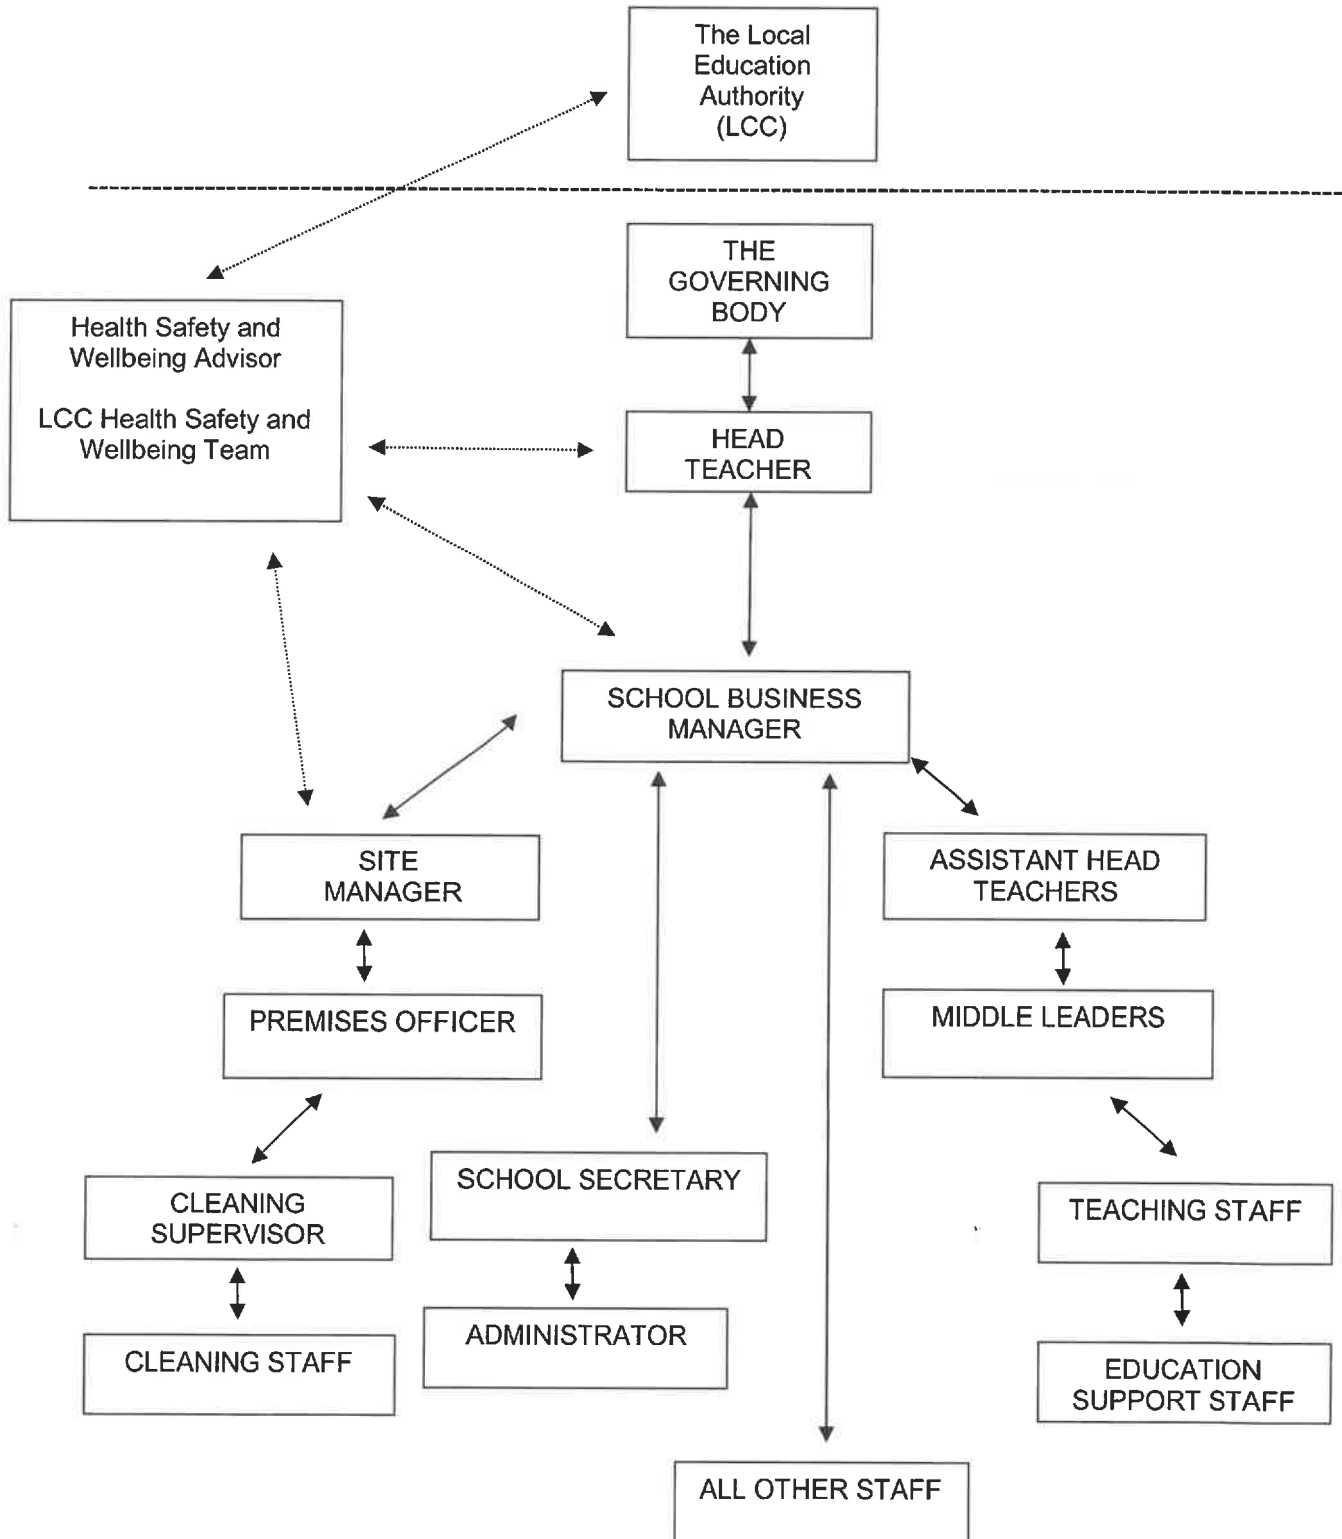 The Local
Education
Authority
(LCC)
THE
GOVERNING
BODY
Health Safety and
Wellbeing Advisor
LCC Health Safety and
Wellbeing Team
HEAD
TEACHER
SCHOOL BUSINESS
MANAGER
SITE
MANAGER
ASSISTANT HEAD
TEACHERS
PREMISES OFFICER
MIDDLE LEADERS
CLEANING
SUPERVISOR
SCHOOL SECRETARY
TEACHING STAFF
CLEANING STAFF
ADMINISTRATOR
EDUCATION
SUPPORT STAFF
ALL OTHER STAFF